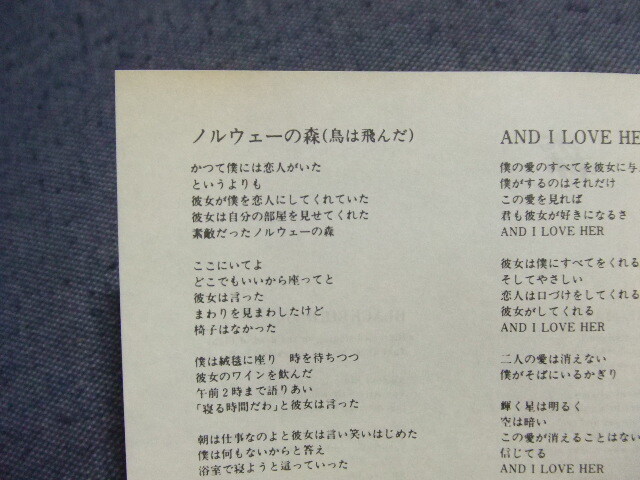 ノルウェーの森(鳥は飛んだ)
かつて僕には恋人がいた
というよりも
彼女が僕を恋人にしてくれていた
彼女は自分の部屋を見せてくれた
素敵だったノルウェーの森
ここにいてよ
どこでもいいから座ってと
彼女は言った
まわりを見まわしたけど
椅子はなかった
僕は絨毯に座り　時を待ちつつ
彼女のワインを飲んだ
午前2時まで語りあい
「寝る時間だわ」と彼女は言った
朝は仕事なのよと彼女は言い笑いはじめた
僕は何もないからと答え
浴室で寝ようと這っていった
AND I LOVE HE
僕の愛のすべてを彼女に与
僕がするのはそれだけ
この愛を見れば
君も彼女が好きになるさ
AND I LOVE HER
彼女は僕にすべてをくれる
そしてやさしい
恋人は口づけをしてくれる
彼女がしてくれる
AND I LOVE HER
二人の愛は消えない
僕がそばにいるかぎり
輝く星は明るく
空は暗い
この愛が消えることはない
信じてる
AND I LOVE HER